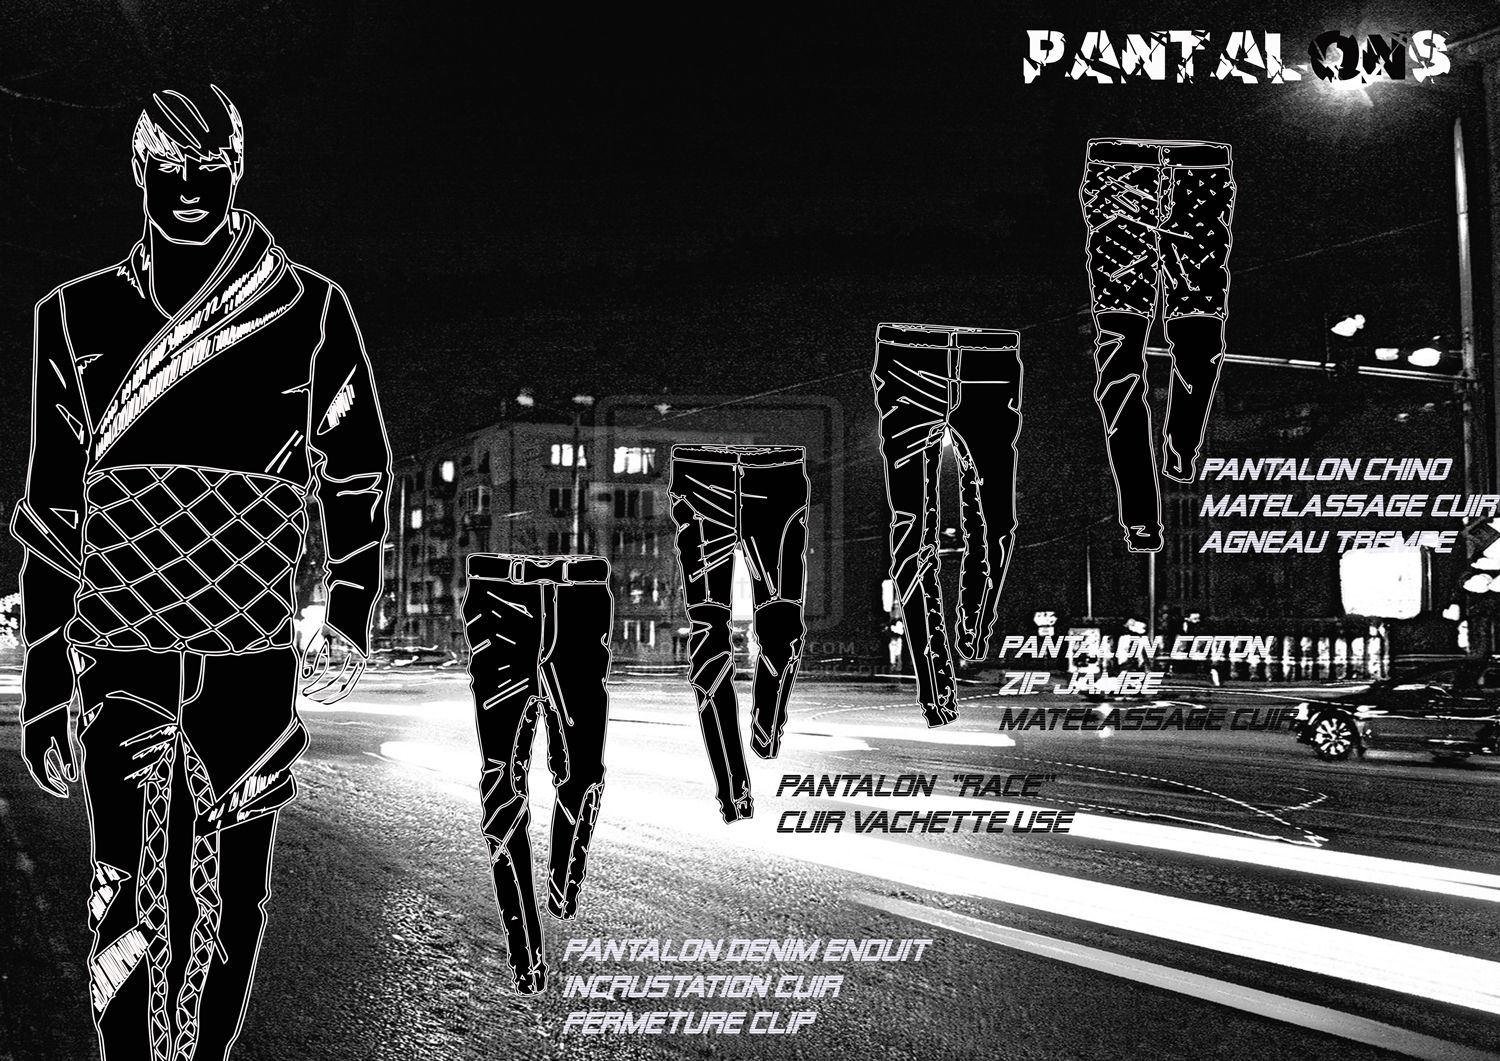 PANTALONS
PANTALON CHINO
MATELASSAGE CUIR
AGNEAU TREMPE
PANTALON COTON
ZIP JAMBE
MATELASSAGE CUIR
PANTALON "RACE"
CUIR VACHETTE USE
PANTALON DENIM ENDUIT
INCRUSTATION CUIR
FERMETURE CLIP